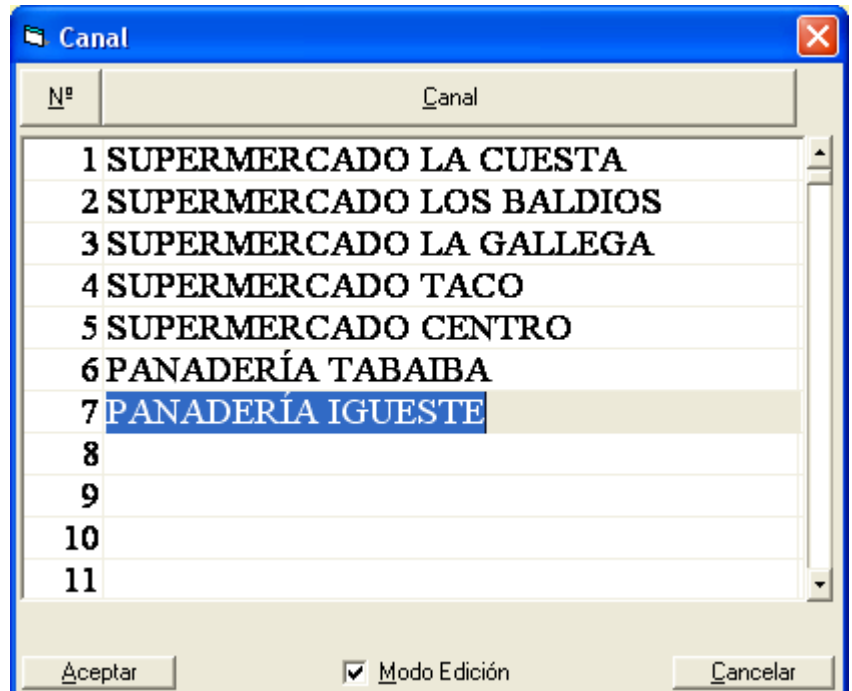 Canal
Nº Canal
1 SUPERMERCADO LA CUESTA
2 SUPERMERCADO LOS BALDIOS
3 SUPERMERCADO LA GALLEGA
4 SUPERMERCADO TACO
5 SUPERMERCADO CENTRO
6 PANADERÍA TABAIBA
7 PANADERÍA IGUESTE
8
9
10
11
Aceptar Modo Edición Cancelar